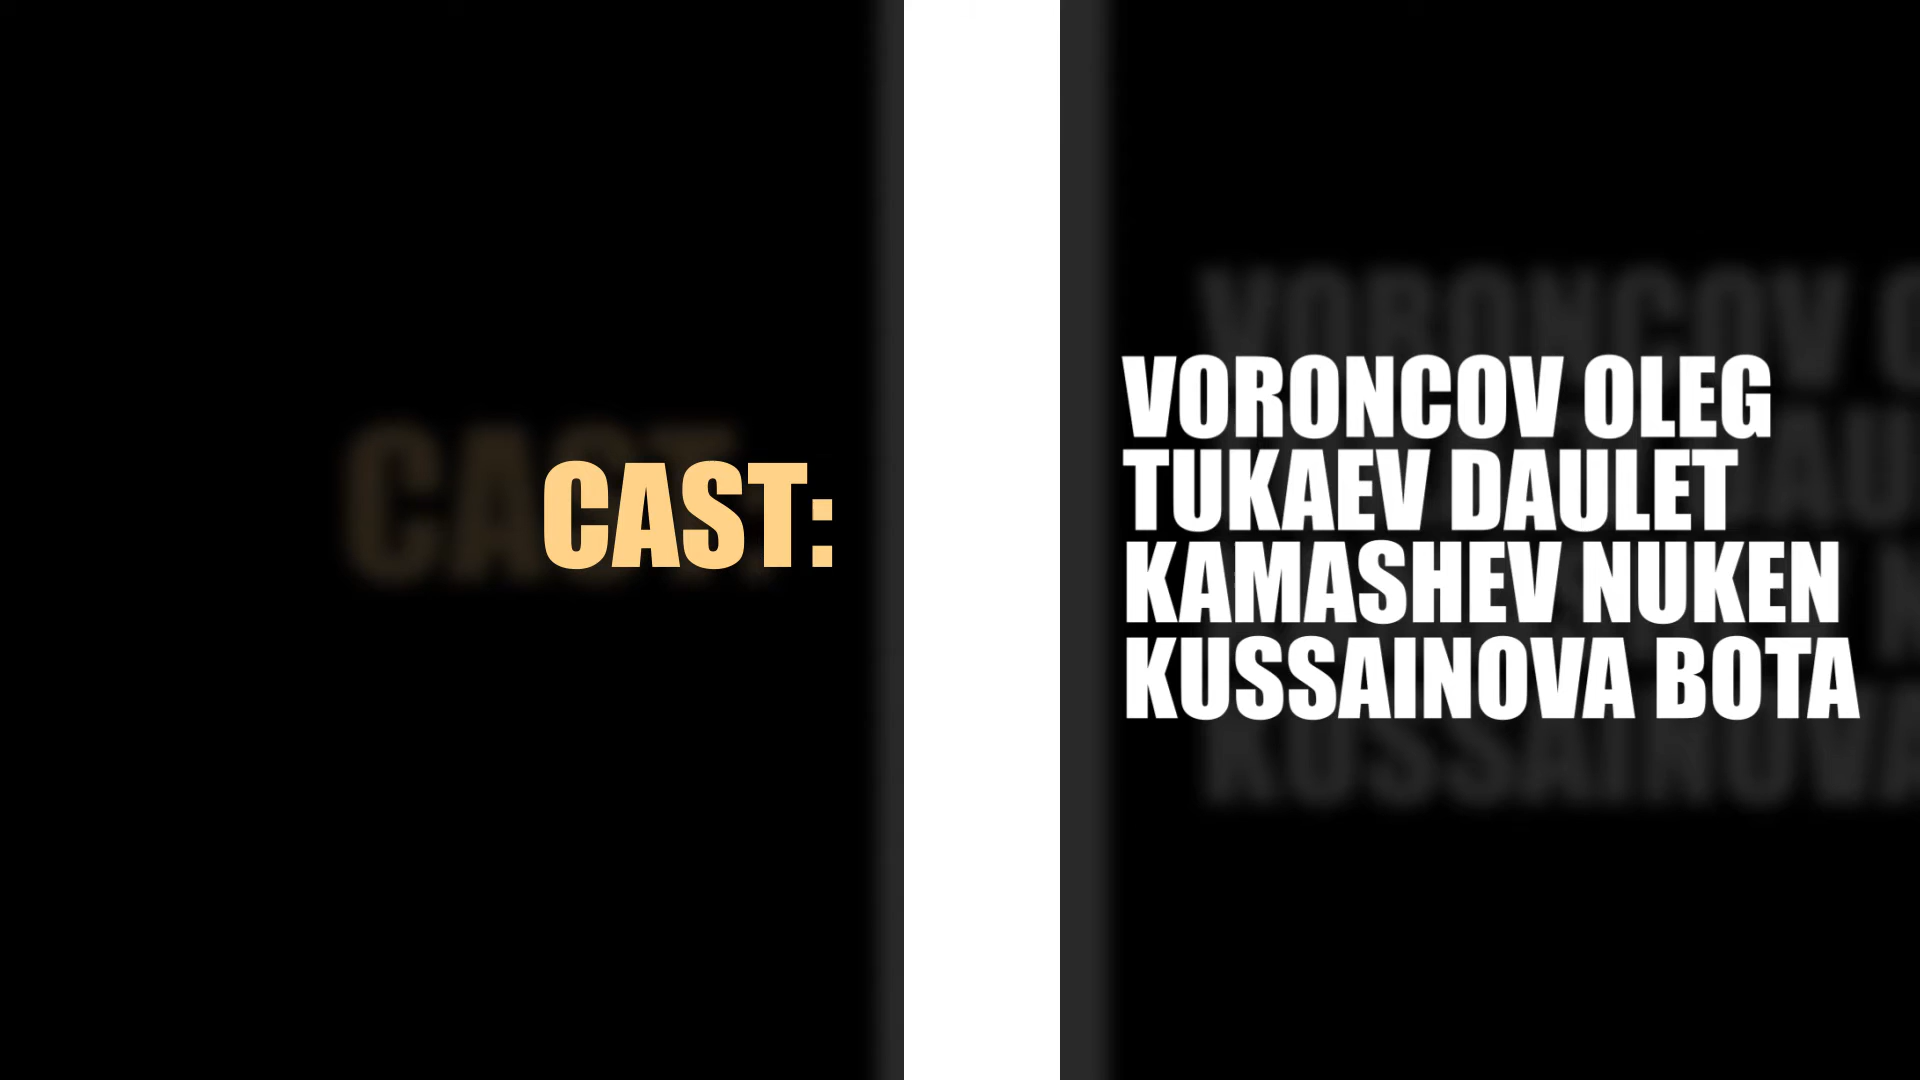 CAST:
VORONCOV OLEG
TUKAEV DAULET
KAMASHEV NUKEN
KUSSAINOVA BOTA